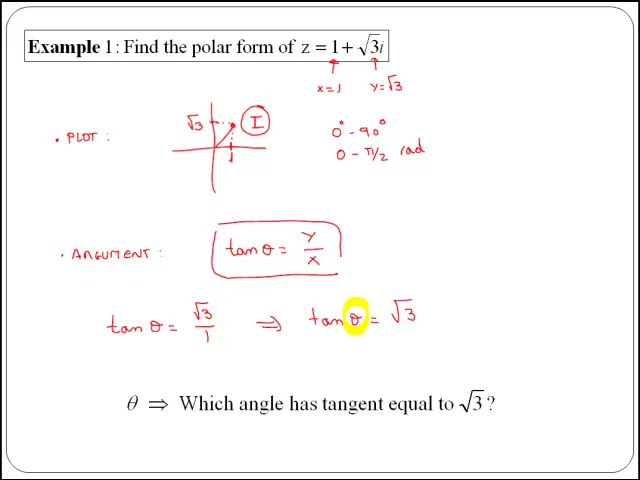 Example 1: Find the polar form of z = 1 + √3i
x=1 y=√3
√3 I
0° - 90°
• PLOT :
0 - π/2 rad
1
• ARGUMENT : tan θ = y/x
tan θ = √3/1 ⇒ tan θ = √3
θ ⇒ Which angle has tangent equal to √3 ?